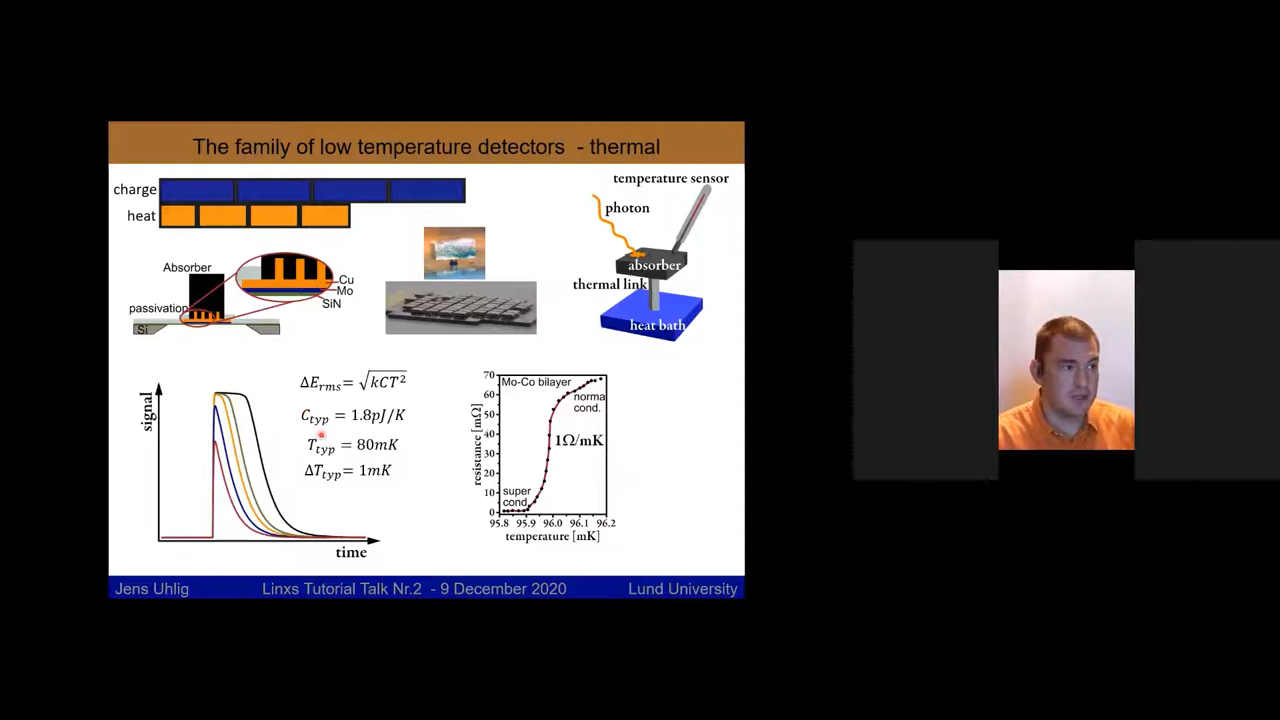 The family of low temperature detectors - thermal
charge
heat
temperature sensor
photon
absorber
thermal link
heat bath
Absorber
passivation
Si
Cu
Mo
SiN
signal
time
ΔE_rms = √kCT²
C_typ = 1.8pJ/K
T_typ = 80mK
ΔT_typ = 1mK
resistance [mΩ]
70
60
50
40
30
20
10
0
Mo-Co bilayer
norma
cond.
1Ω/mK
super
cond.
95.8 95.9 96.0 96.1 96.2
temperature [mK]
Jens Uhlig Linxs Tutorial Talk Nr.2 - 9 December 2020 Lund University